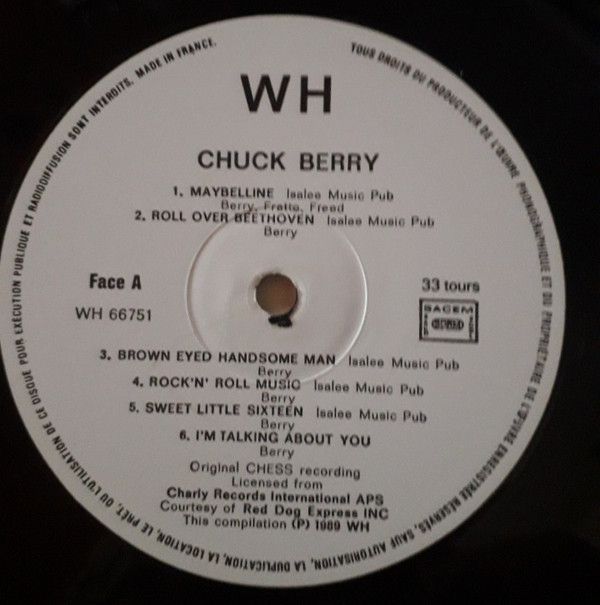 TOUS DROITS DU PRODUCTEUR DE L'ŒUVRE PHONOGRAPHIQUE ET DU PROPRIÉTAIRE DE L'ŒUVRE ENREGISTRÉE RÉSERVÉS, SAUF AUTORISATION, LA DUPLICATION, LA LOCATION, LE PRÊT, OU L'UTILISATION DE CE DISQUE POUR EXÉCUTION PUBLIQUE ET RADIODIFFUSION SONT INTERDITS. MADE IN FRANCE.
WH
CHUCK BERRY
1. MAYBELLINE Isalee Music Pub
Berry, Fratto, Freed
2. ROLL OVER BEETHOVEN Isalee Music Pub
Berry
Face A
WH 66751
33 tours
SACEM
3. BROWN EYED HANDSOME MAN Isalee Music Pub
Berry
4. ROCK'N' ROLL MUSIC Isalee Music Pub
Berry
5. SWEET LITTLE SIXTEEN Isalee Music Pub
Berry
6. I'M TALKING ABOUT YOU
Berry
Original CHESS recording
Licensed from
Charly Records International APS
Courtesy of Red Dog Express INC
This compilation (P) 1989 WH